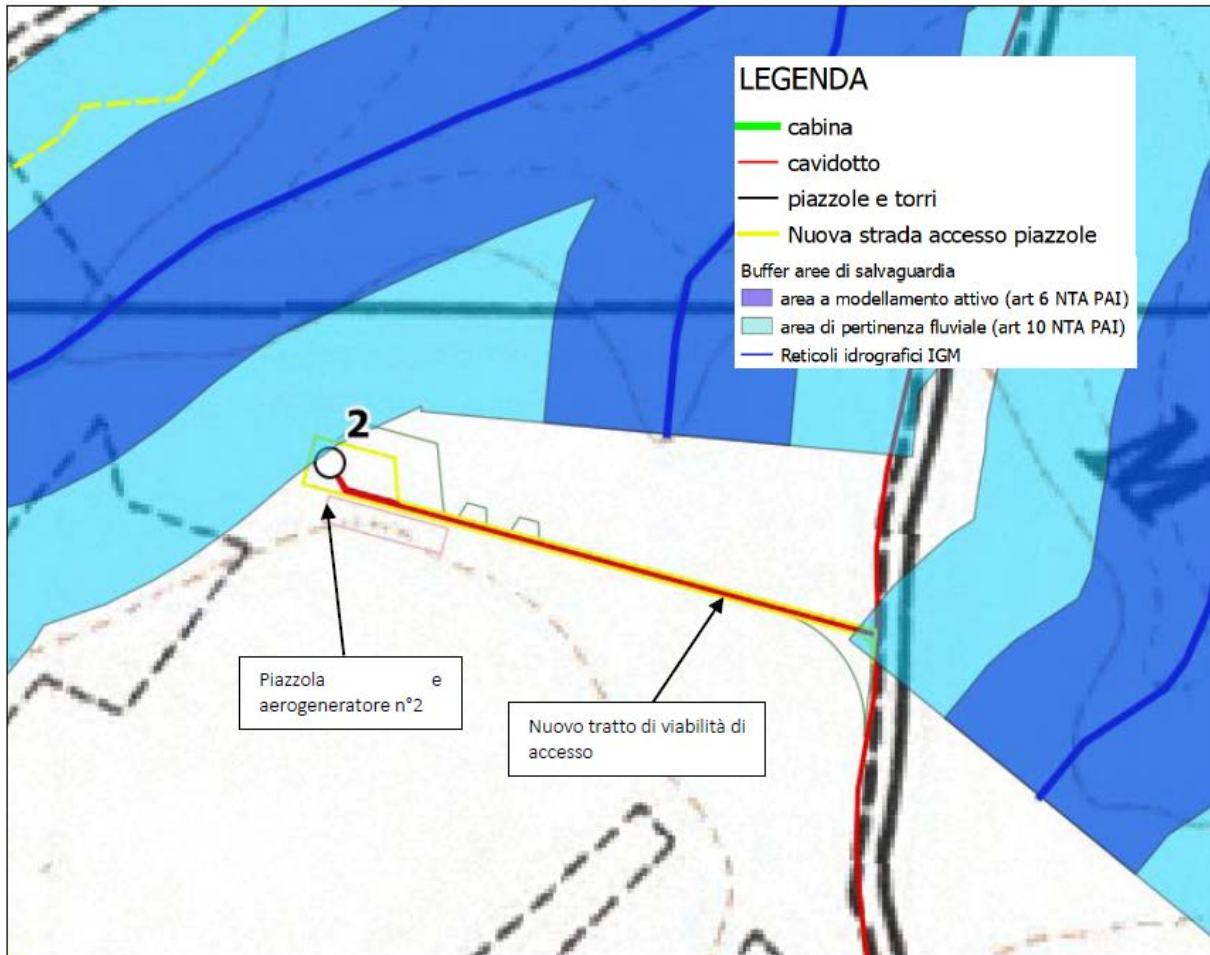 LEGENDA
cabina
cavidotto
piazzole e torri
Nuova strada accesso piazzole
Buffer aree di salvaguardia
area a modellamento attivo (art 6 NTA PAI)
area di pertinenza fluviale (art 10 NTA PAI)
Reticoli idrografici IGM
2
M
Piazzola e
aerogeneratore n°2
Nuovo tratto di viabilità di
accesso